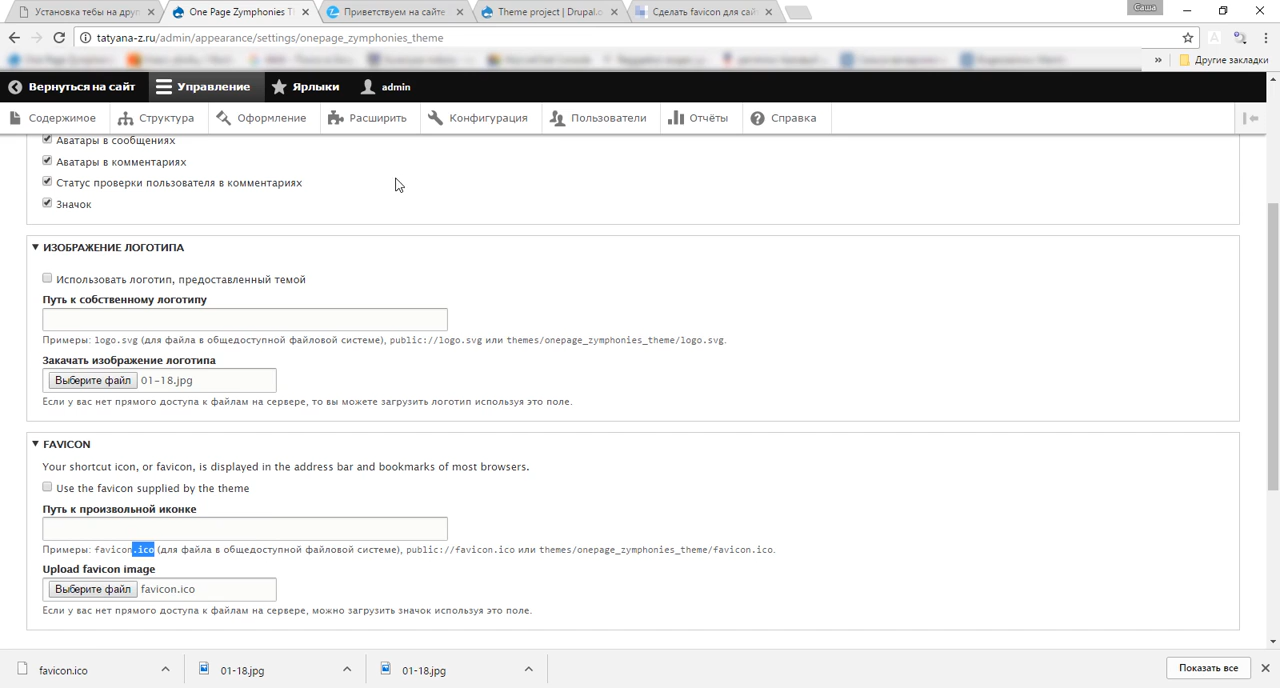 Установка тёбы на друг
One Page Zymphonies Ti
Приветствуем на сайте
Theme project | Drupal.o
Сделать favicon для сай
Саша
tatyana-z.ru/admin/appearance/settings/onepage_zymphonies_theme
» Другие закладки
Вернуться на сайт Управление Ярлыки admin
Содержимое Структура Оформление Расширить Конфигурация Пользователи Отчёты Справка
Аватары в сообщениях
Аватары в комментариях
Статус проверки пользователя в комментариях
Значок
ИЗОБРАЖЕНИЕ ЛОГОТИПА
Использовать логотип, предоставленный темой
Путь к собственному логотипу
Примеры: logo.svg (для файла в общедоступной файловой системе), public://logo.svg или themes/onepage_zymphonies_theme/logo.svg.
Закачать изображение логотипа
Выберите файл 01-18.jpg
Если у вас нет прямого доступа к файлам на сервере, то вы можете загрузить логотип используя это поле.
FAVICON
Your shortcut icon, or favicon, is displayed in the address bar and bookmarks of most browsers.
Use the favicon supplied by the theme
Путь к произвольной иконке
Примеры: favicon.ico (для файла в общедоступной файловой системе), public://favicon.ico или themes/onepage_zymphonies_theme/favicon.ico.
Upload favicon image
Выберите файл favicon.ico
Если у вас нет прямого доступа к файлам на сервере, можно загрузить значок используя это поле.
favicon.ico 01-18.jpg 01-18.jpg Показать все